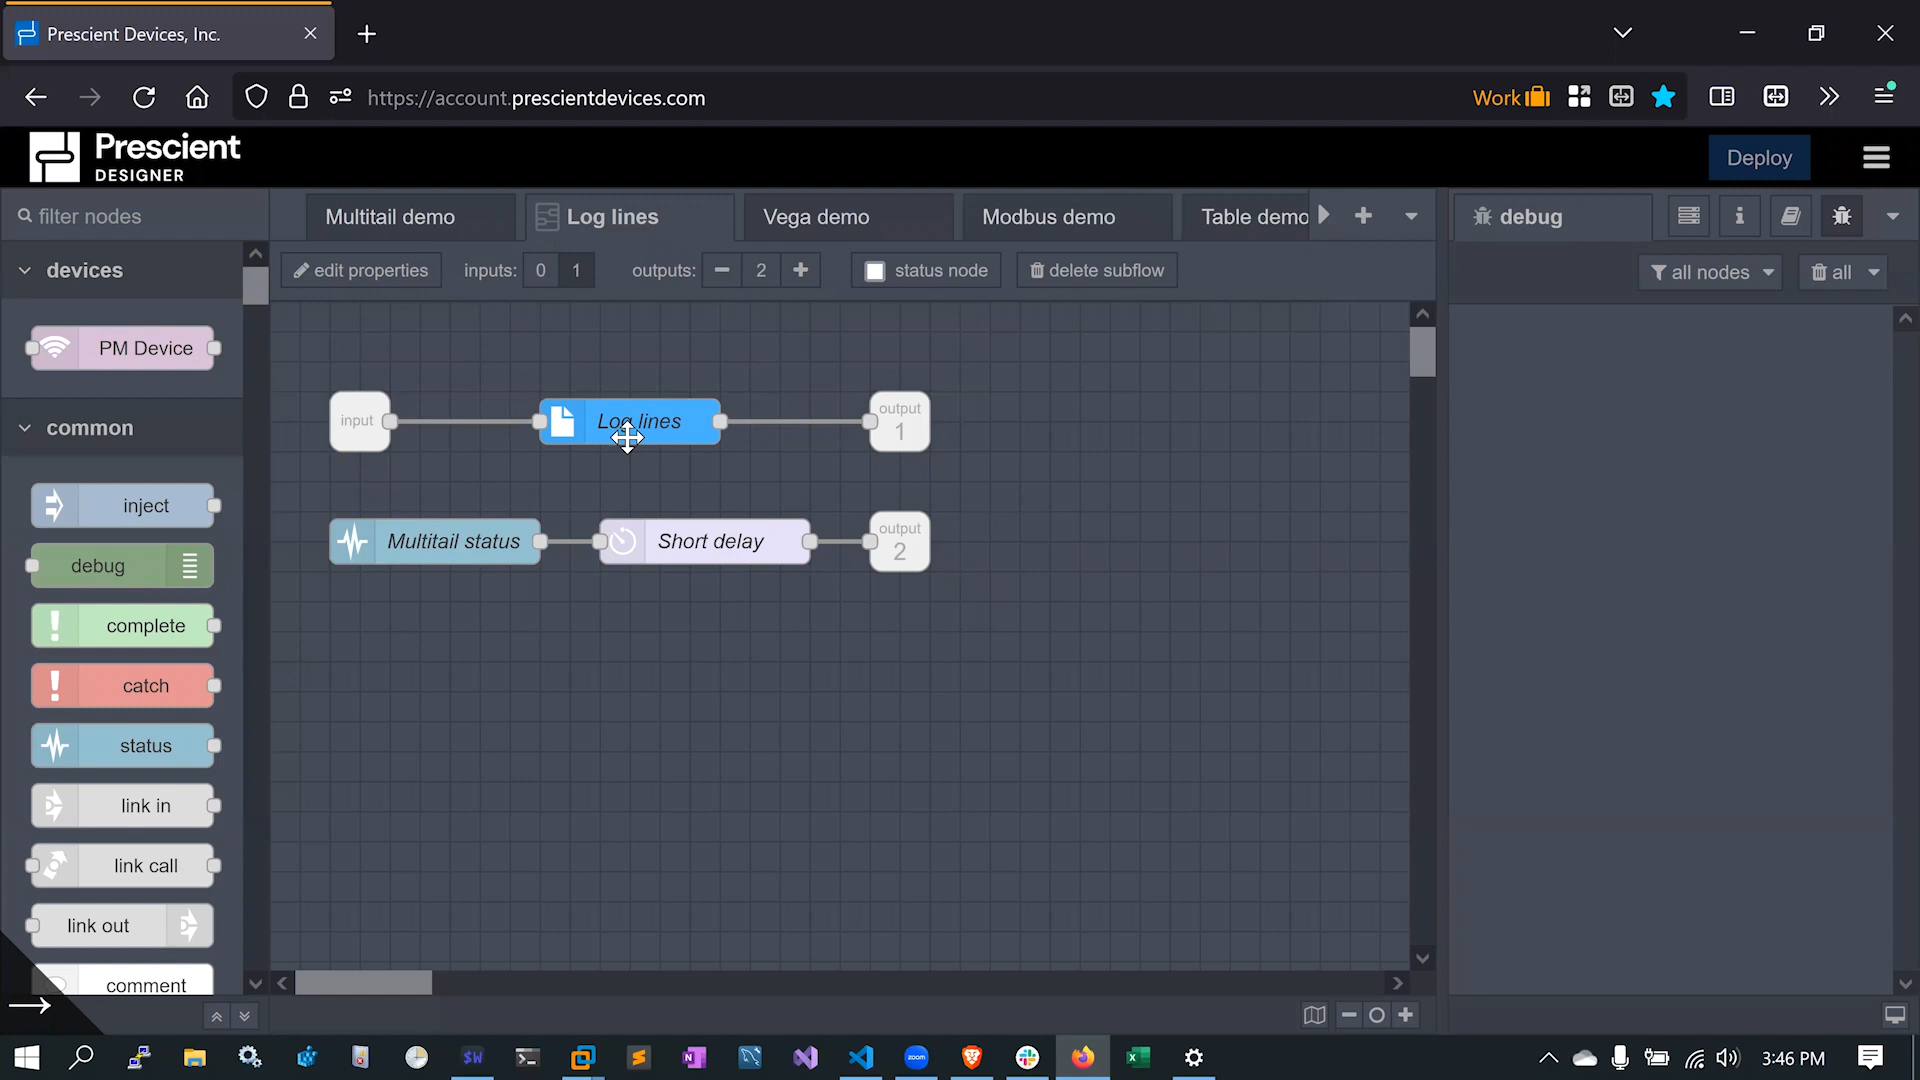 Prescient Devices, Inc.
https://account.prescientdevices.com
Work
Prescient
DESIGNER
Deploy
filter nodes
Multitail demo
Log lines
Vega demo
Modbus demo
Table demo
debug
edit properties
inputs: 0 1
outputs: 2
status node
delete subflow
all nodes
all
devices
PM Device
common
inject
debug
complete
catch
status
link in
link call
link out
comment
input
Log lines
output
1
Multitail status
Short delay
output
2
$W
zoom
3:46 PM